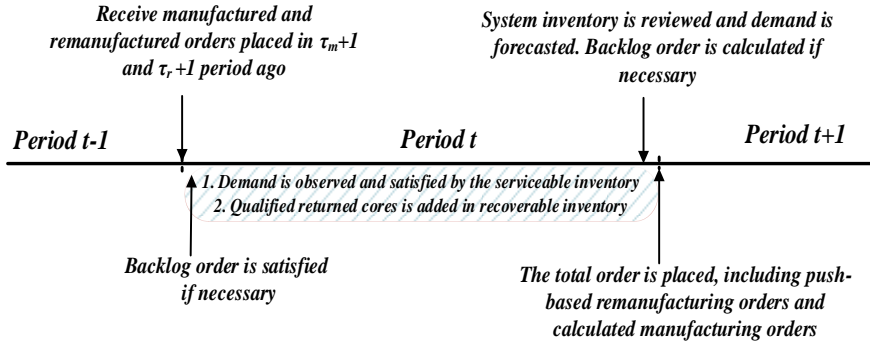 Receive manufactured and
remanufactured orders placed in τm+1
and τr+1 period ago
System inventory is reviewed and demand is
forecasted. Backlog order is calculated if
necessary
Period t-1
Period t
Period t+1
1. Demand is observed and satisfied by the serviceable inventory
2. Qualified returned cores is added in recoverable inventory
Backlog order is satisfied
if necessary
The total order is placed, including push-
based remanufacturing orders and
calculated manufacturing orders